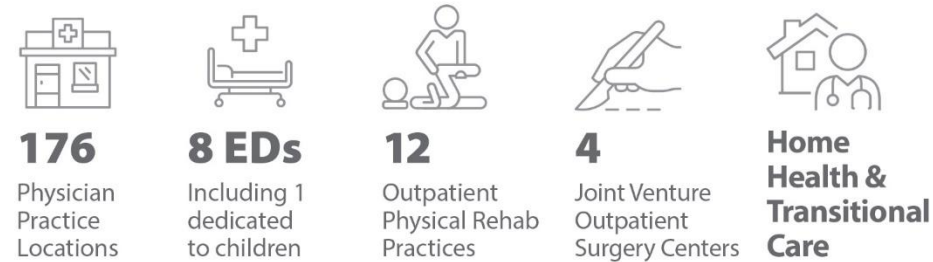 176
Physician
Practice
Locations
8 EDs
Including 1
dedicated
to children
12
Outpatient
Physical Rehab
Practices
4
Joint Venture
Outpatient
Surgery Centers
Home
Health &
Transitional
Care